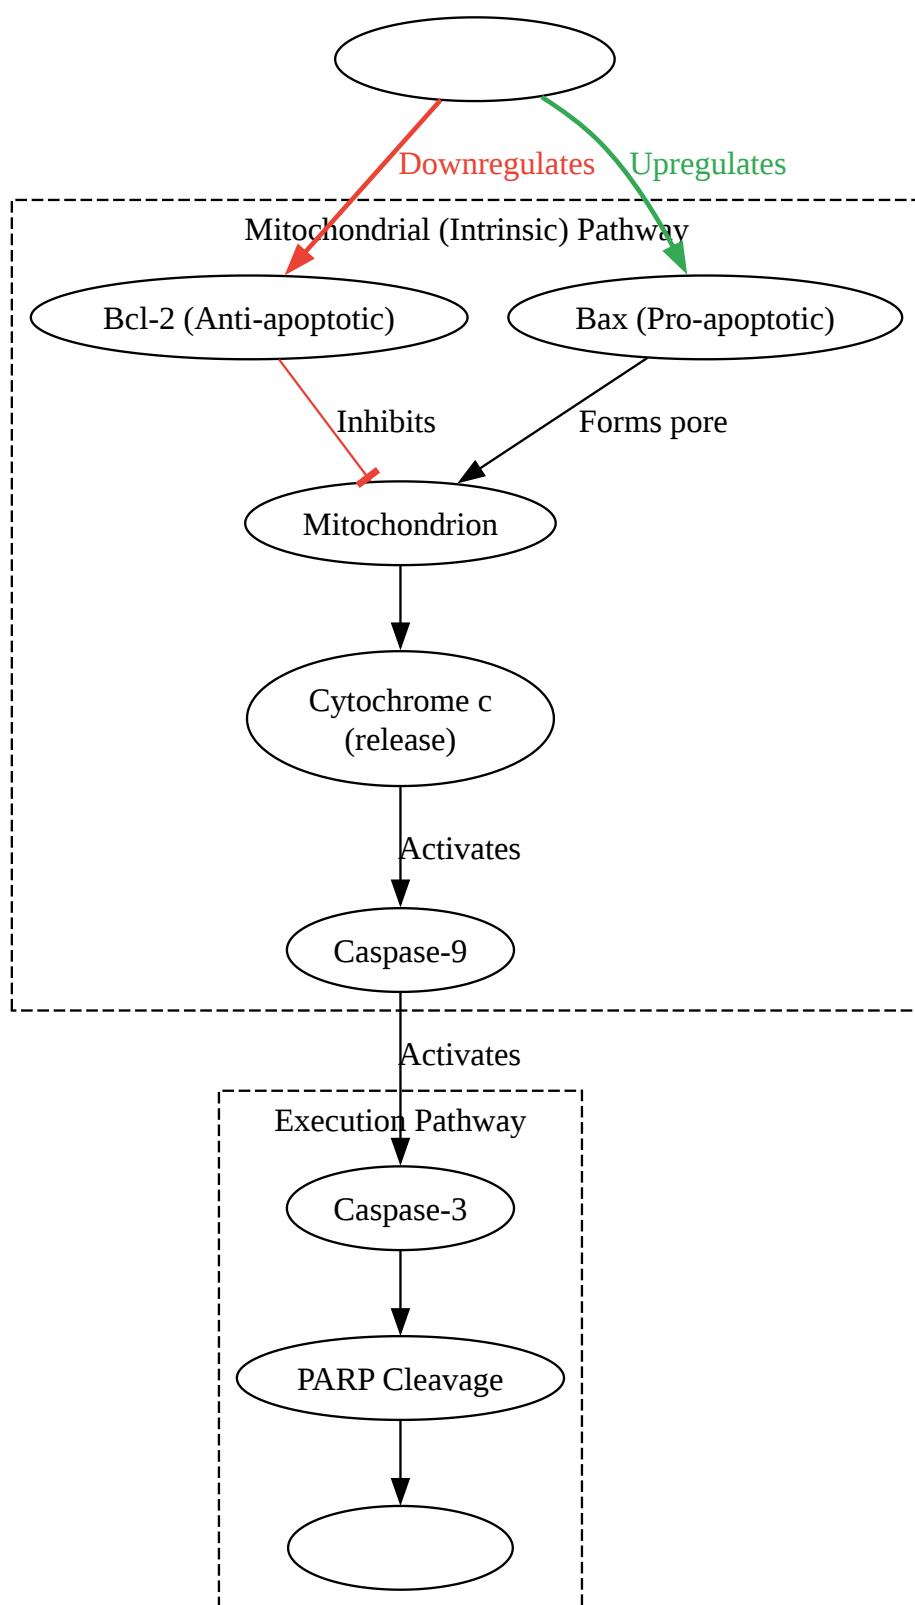 Downregulates
Upregulates
Mitochondrial (Intrinsic) Pathway
Bcl-2 (Anti-apoptotic)
Bax (Pro-apoptotic)
Inhibits
Forms pore
Mitochondrion
Cytochrome c
(release)
Activates
Caspase-9
Activates
Execution Pathway
Caspase-3
PARP Cleavage